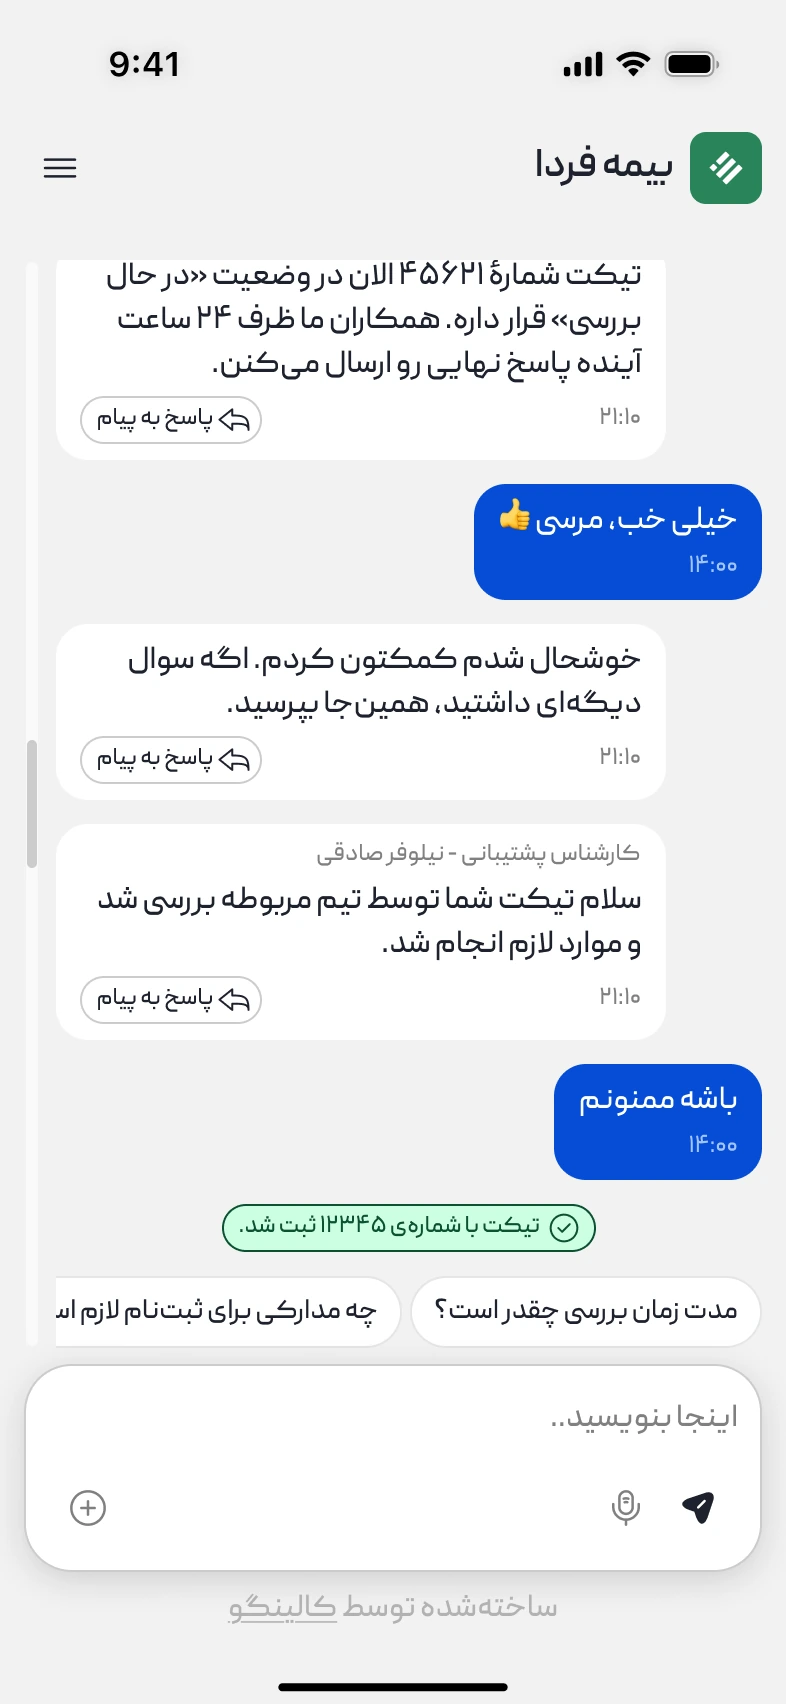 9:41
بیمه فردا
تیکت شمارهٔ ۴۵۶۲۱ الان در وضعیت «در حال
بررسی» قرار داره. همکاران ما ظرف ۲۴ ساعت
آینده پاسخ نهایی رو ارسال می‌کنن.
۲۱:۱۰
پاسخ به پیام
خیلی خب، مرسی👍
۱۴:۰۰
خوشحال شدم کمکتون کردم. اگه سوال
دیگه‌ای داشتید، همین‌جا بپرسید.
۲۱:۱۰
پاسخ به پیام
کارشناس پشتیبانی - نیلوفر صادقی
سلام تیکت شما توسط تیم مربوطه بررسی شد
و موارد لازم انجام شد.
۲۱:۱۰
پاسخ به پیام
باشه ممنونم
۱۴:۰۰
تیکت با شماره‌ی ۱۲۳۴۵ ثبت شد.
مدت زمان بررسی چقدر است؟
چه مدارکی برای ثبت‌نام لازم اس
اینجا بنویسید..
ساخته‌شده توسط کالینگو